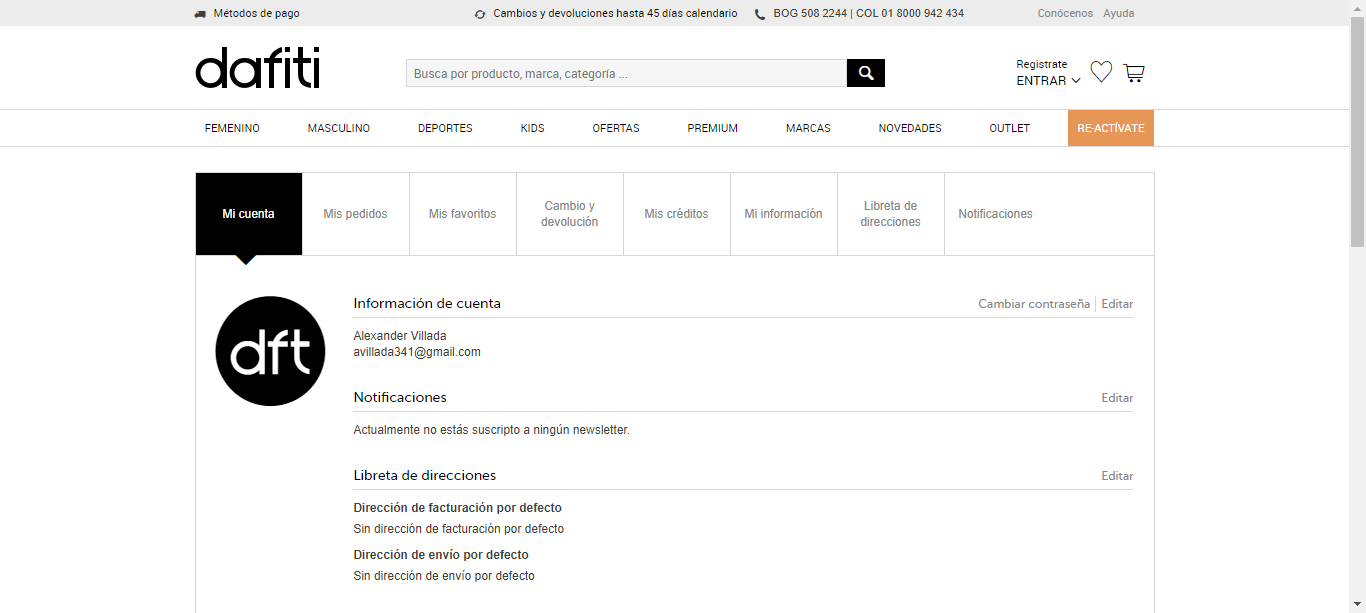 Métodos de pago
Cambios y devoluciones hasta 45 días calendario
BOG 508 2244 | COL 01 8000 942 434
Conócenos Ayuda
dafiti
Busca por producto, marca, categoría ...
Registrate
ENTRAR
FEMENINO MASCULINO DEPORTES KIDS OFERTAS PREMIUM MARCAS NOVEDADES OUTLET RE-ACTÍVATE
Mi cuenta
Mis pedidos
Mis favoritos
Cambio y
devolución
Mis créditos
Mi información
Libreta de
direcciones
Notificaciones
dft
Información de cuenta
Cambiar contraseña | Editar
Alexander Villada
avillada341@gmail.com
Notificaciones
Editar
Actualmente no estás suscripto a ningún newsletter.
Libreta de direcciones
Editar
Dirección de facturación por defecto
Sin dirección de facturación por defecto
Dirección de envío por defecto
Sin dirección de envío por defecto